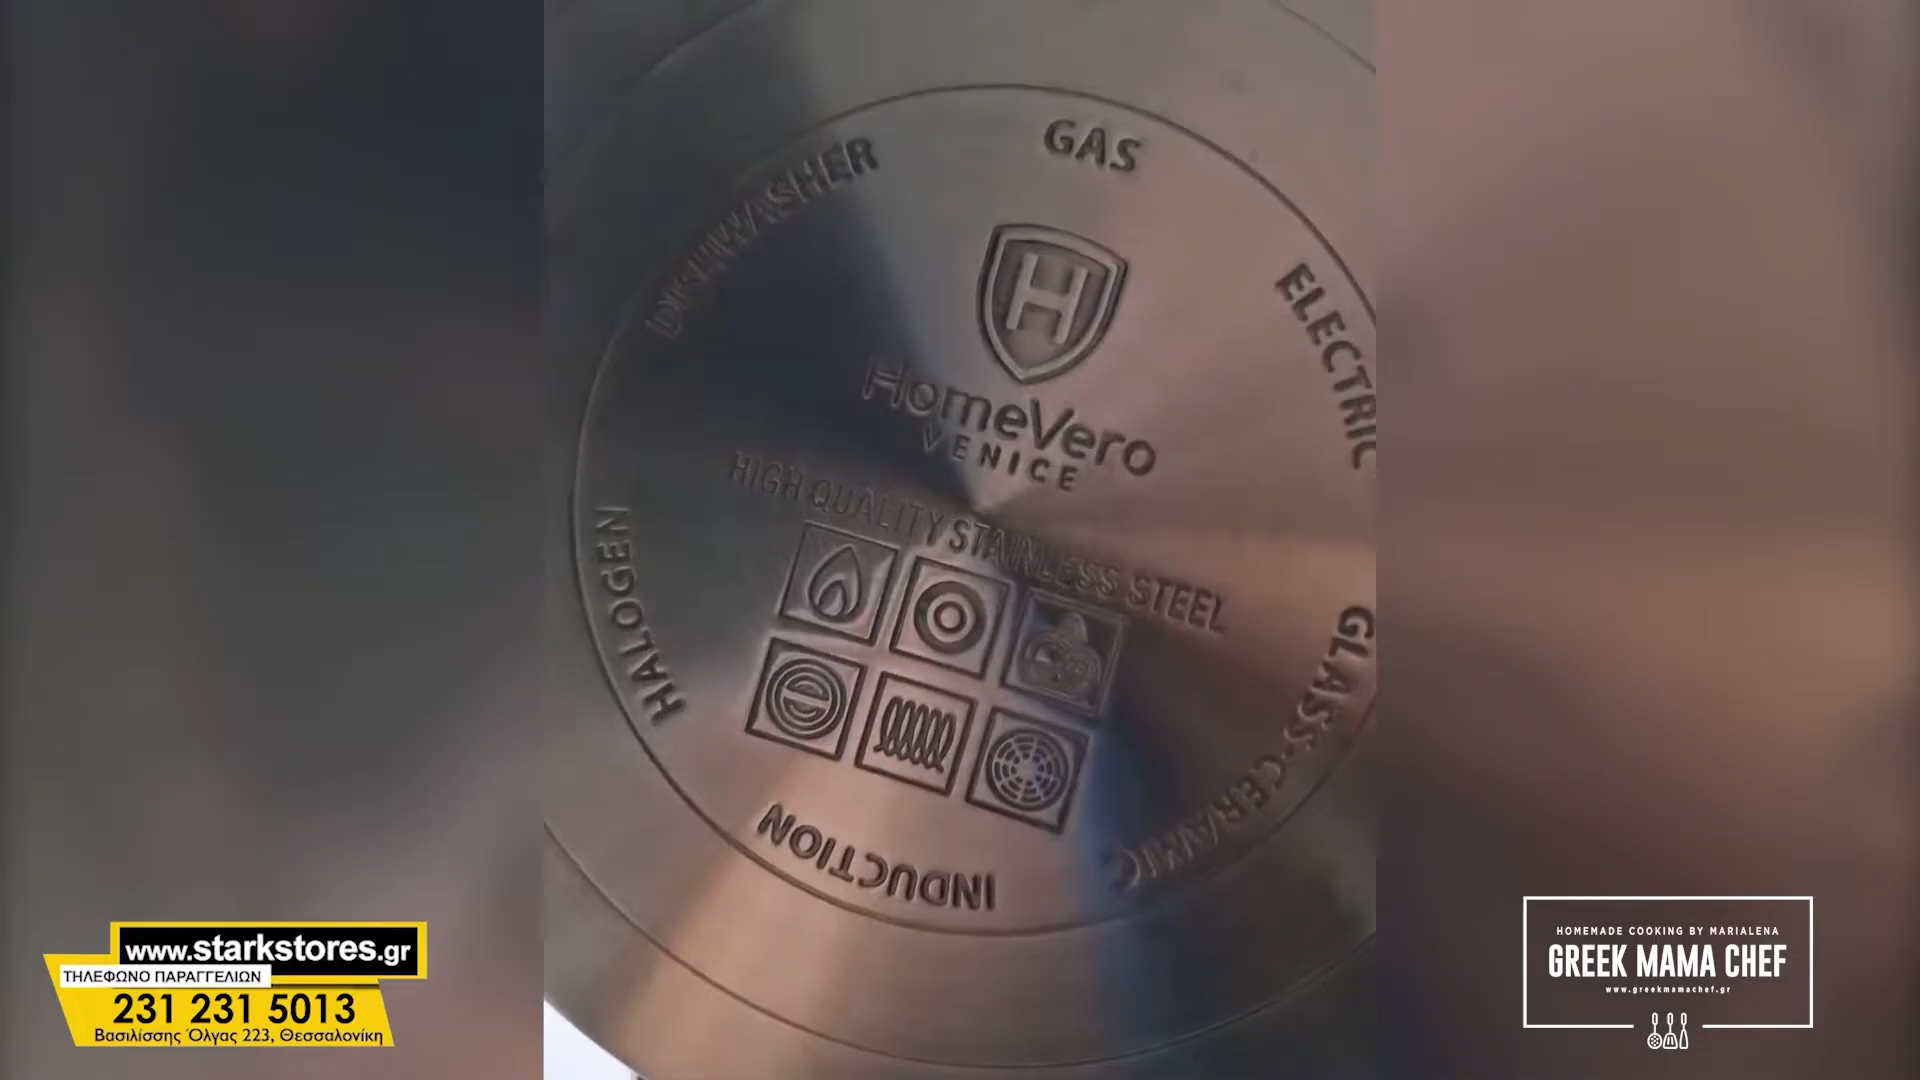 GAS
DISHWASHER
ELECTRIC
H
HomeVero
VENICE
HIGH QUALITY STAINLESS STEEL
HALOGEN
GLASS-CERAMIC
INDUCTION
www.starkstores.gr
ΤΗΛΕΦΩΝΟ ΠΑΡΑΓΓΕΛΙΩΝ
231 231 5013
Βασιλίσσης Όλγας 223, Θεσσαλονίκη
HOMEMADE COOKING BY MARIALENA
GREEK MAMA CHEF
www.greekmamachef.gr